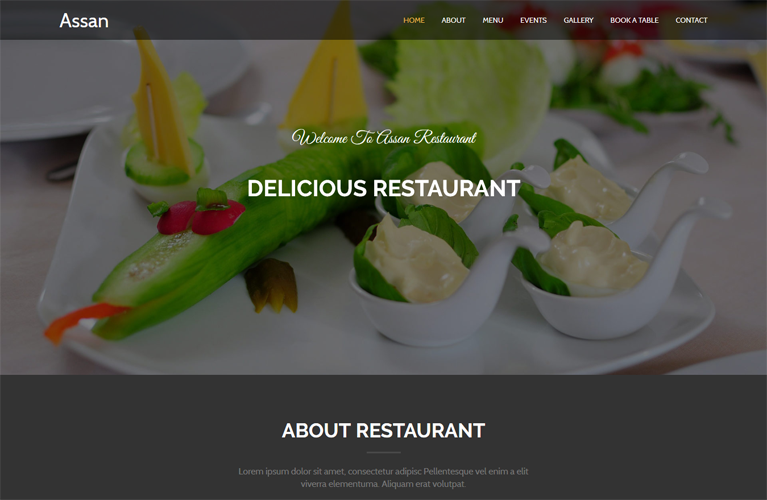 Assan
HOME ABOUT MENU EVENTS GALLERY BOOK A TABLE CONTACT
Welcome To Assan Restaurant
DELICIOUS RESTAURANT
ABOUT RESTAURANT
Lorem ipsum dolor sit amet, consectetur adipisc Pellentesque vel enim a elit
viverra elementuma. Aliquam erat volutpat.